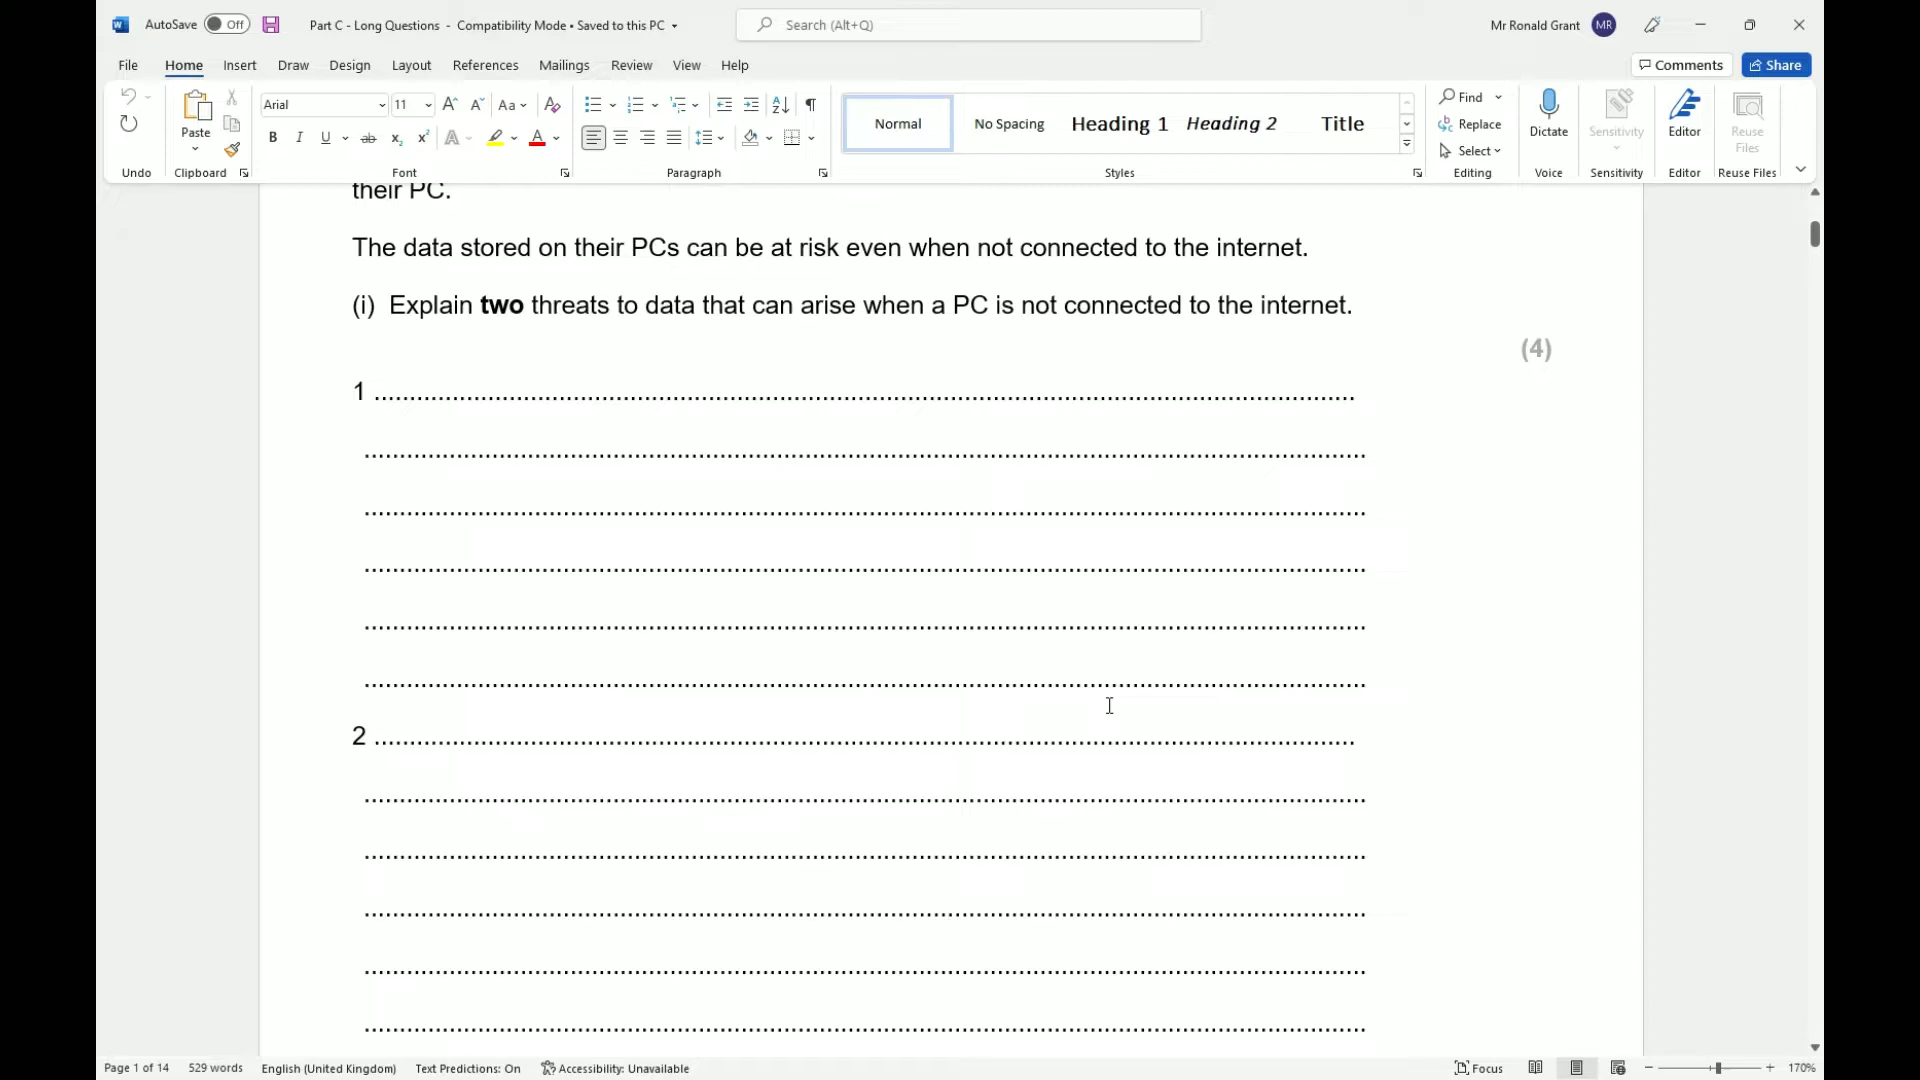 AutoSave Off Part C - Long Questions - Compatibility Mode • Saved to this PC Search (Alt+Q) Mr Ronald Grant MR
File Home Insert Draw Design Layout References Mailings Review View Help Comments Share
Arial 11 Aa
Paste
B I U ab x₂ x² A A
Normal No Spacing Heading 1 Heading 2 Title
Find
Replace
Select
Dictate Sensitivity Editor Reuse Files
Undo Clipboard Font Paragraph Styles Editing Voice Sensitivity Editor Reuse Files
their PC.
The data stored on their PCs can be at risk even when not connected to the internet.
(i) Explain two threats to data that can arise when a PC is not connected to the internet.
(4)
1
2
Page 1 of 14 529 words English (United Kingdom) Text Predictions: On Accessibility: Unavailable Focus 170%